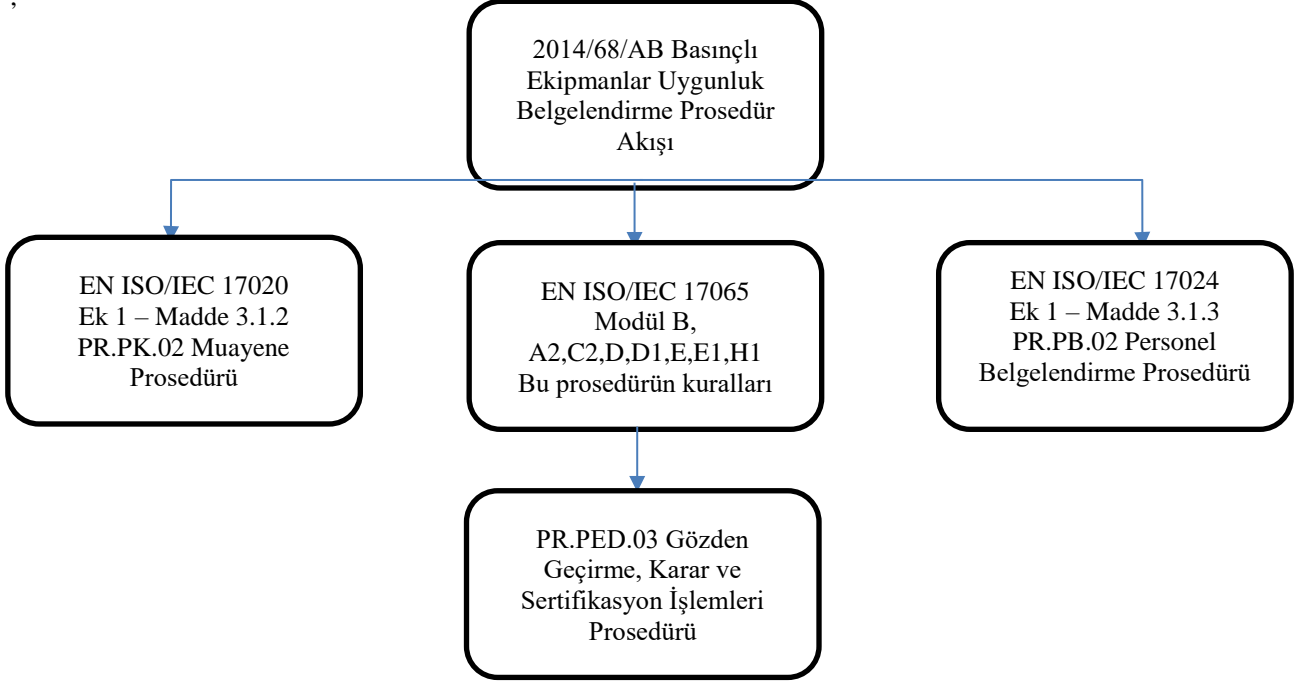 ;
2014/68/AB Basınçlı
Ekipmanlar Uygunluk
Belgelendirme Prosedür
Akışı
EN ISO/IEC 17020
Ek 1 – Madde 3.1.2
PR.PK.02 Muayene
Prosedürü
EN ISO/IEC 17065
Modül B,
A2,C2,D,D1,E,E1,H1
Bu prosedürün kuralları
EN ISO/IEC 17024
Ek 1 – Madde 3.1.3
PR.PB.02 Personel
Belgelendirme Prosedürü
PR.PED.03 Gözden
Geçirme, Karar ve
Sertifikasyon İşlemleri
Prosedürü